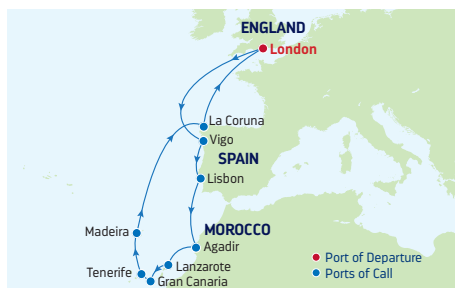 ENGLAND
London
La Coruna
Vigo
SPAIN
Lisbon
MOROCCO
Madeira
Agadir
Lanzarote
Tenerife
Gran Canaria
Port of Departure
Ports of Call